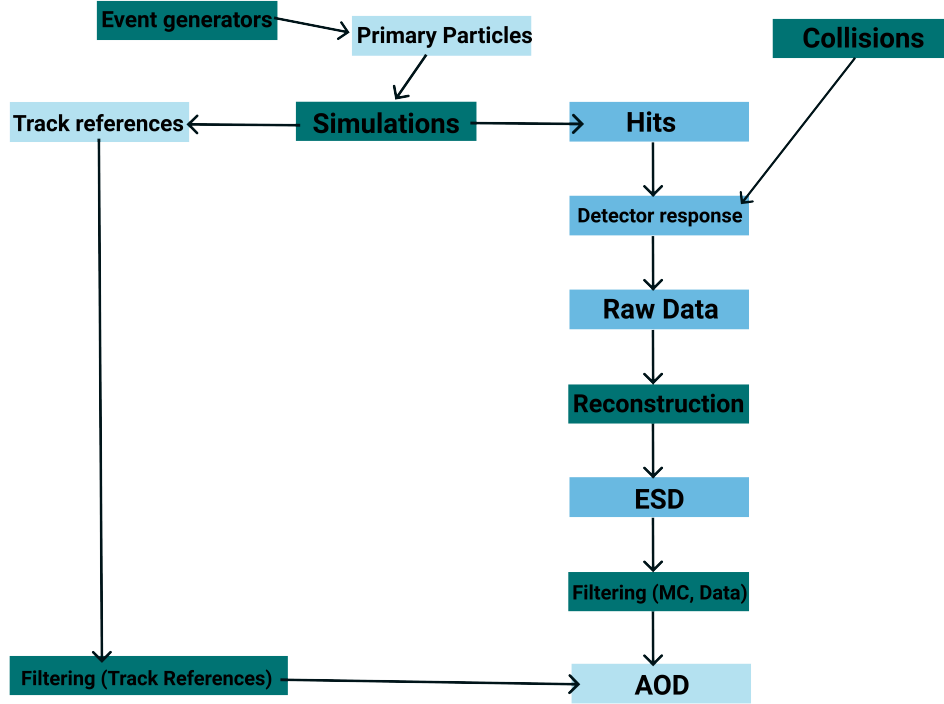 Event generators
Primary Particles
Collisions
Track references
Simulations
Hits
Detector response
Raw Data
Reconstruction
ESD
Filtering (MC, Data)
Filtering (Track References)
AOD